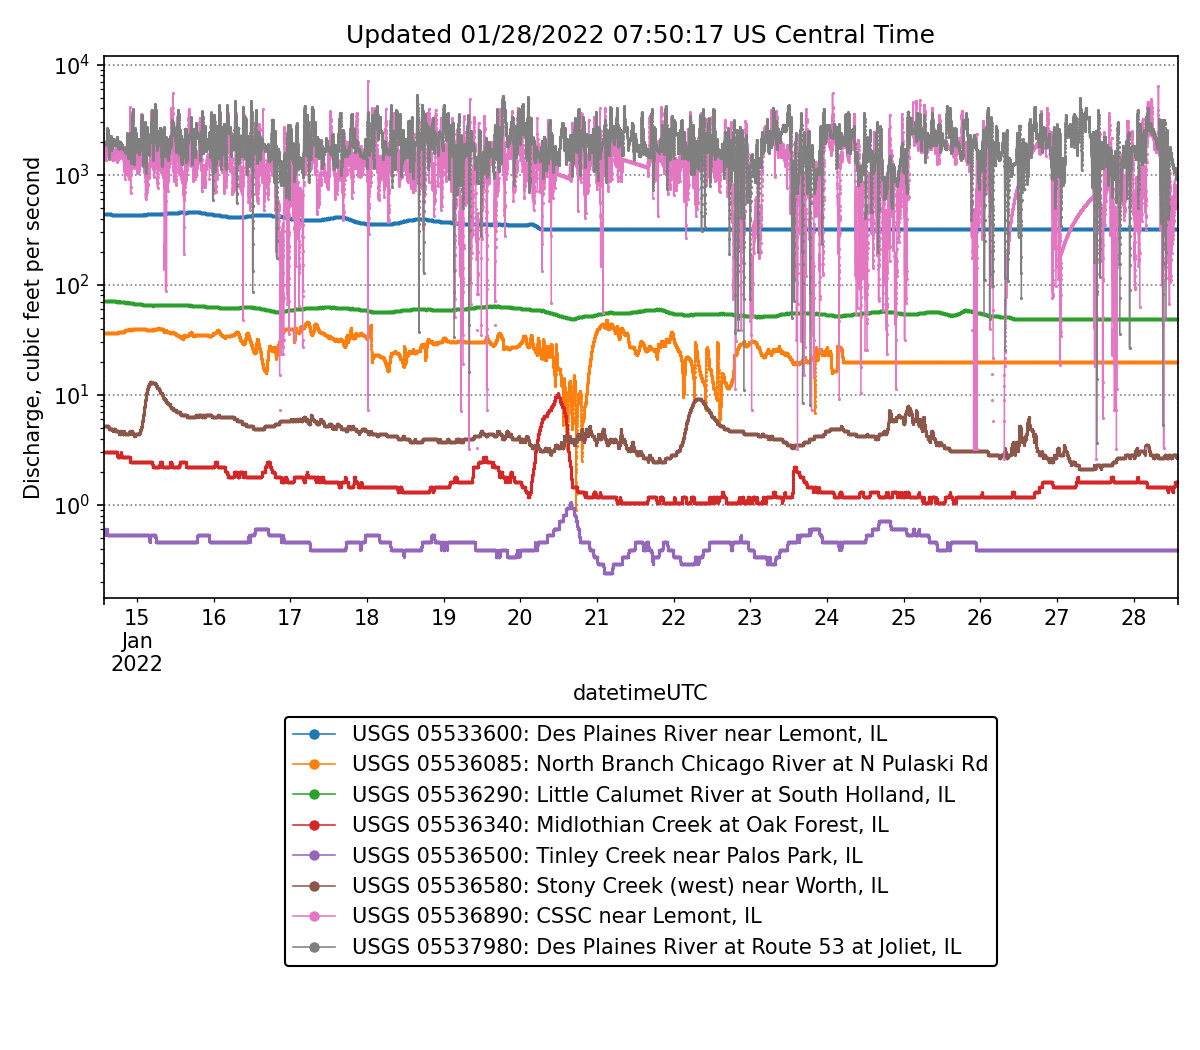 Updated 01/28/2022 07:50:17 US Central Time
Discharge, cubic feet per second
10^4
10^3
10^2
10^1
10^0
15 16 17 18 19 20 21 22 23 24 25 26 27 28
Jan
2022
datetimeUTC
USGS 05533600: Des Plaines River near Lemont, IL
USGS 05536085: North Branch Chicago River at N Pulaski Rd
USGS 05536290: Little Calumet River at South Holland, IL
USGS 05536340: Midlothian Creek at Oak Forest, IL
USGS 05536500: Tinley Creek near Palos Park, IL
USGS 05536580: Stony Creek (west) near Worth, IL
USGS 05536890: CSSC near Lemont, IL
USGS 05537980: Des Plaines River at Route 53 at Joliet, IL